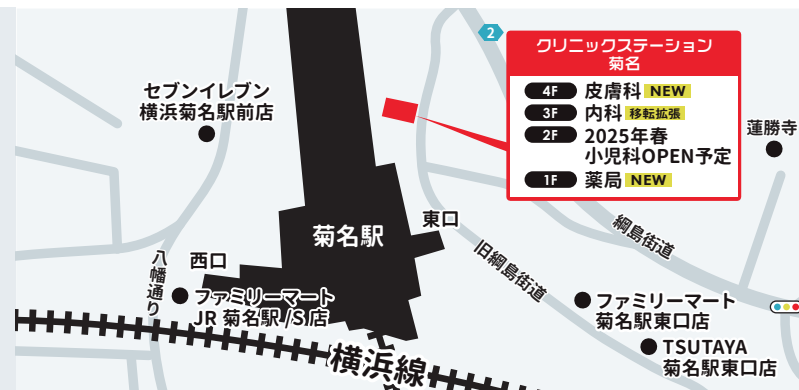 2
クリニックステーション
菊名
4F 皮膚科 NEW
3F 内科 移転拡張
2F 2025年春
小児科OPEN予定
1F 薬局 NEW
セブンイレブン
横浜菊名駅前店
蓮勝寺
菊名駅
東口
西口
綱島街道
旧綱島街道
八幡通り
ファミリーマート
JR 菊名駅 /S 店
ファミリーマート
菊名駅東口店
TSUTAYA
菊名駅東口店
横浜線